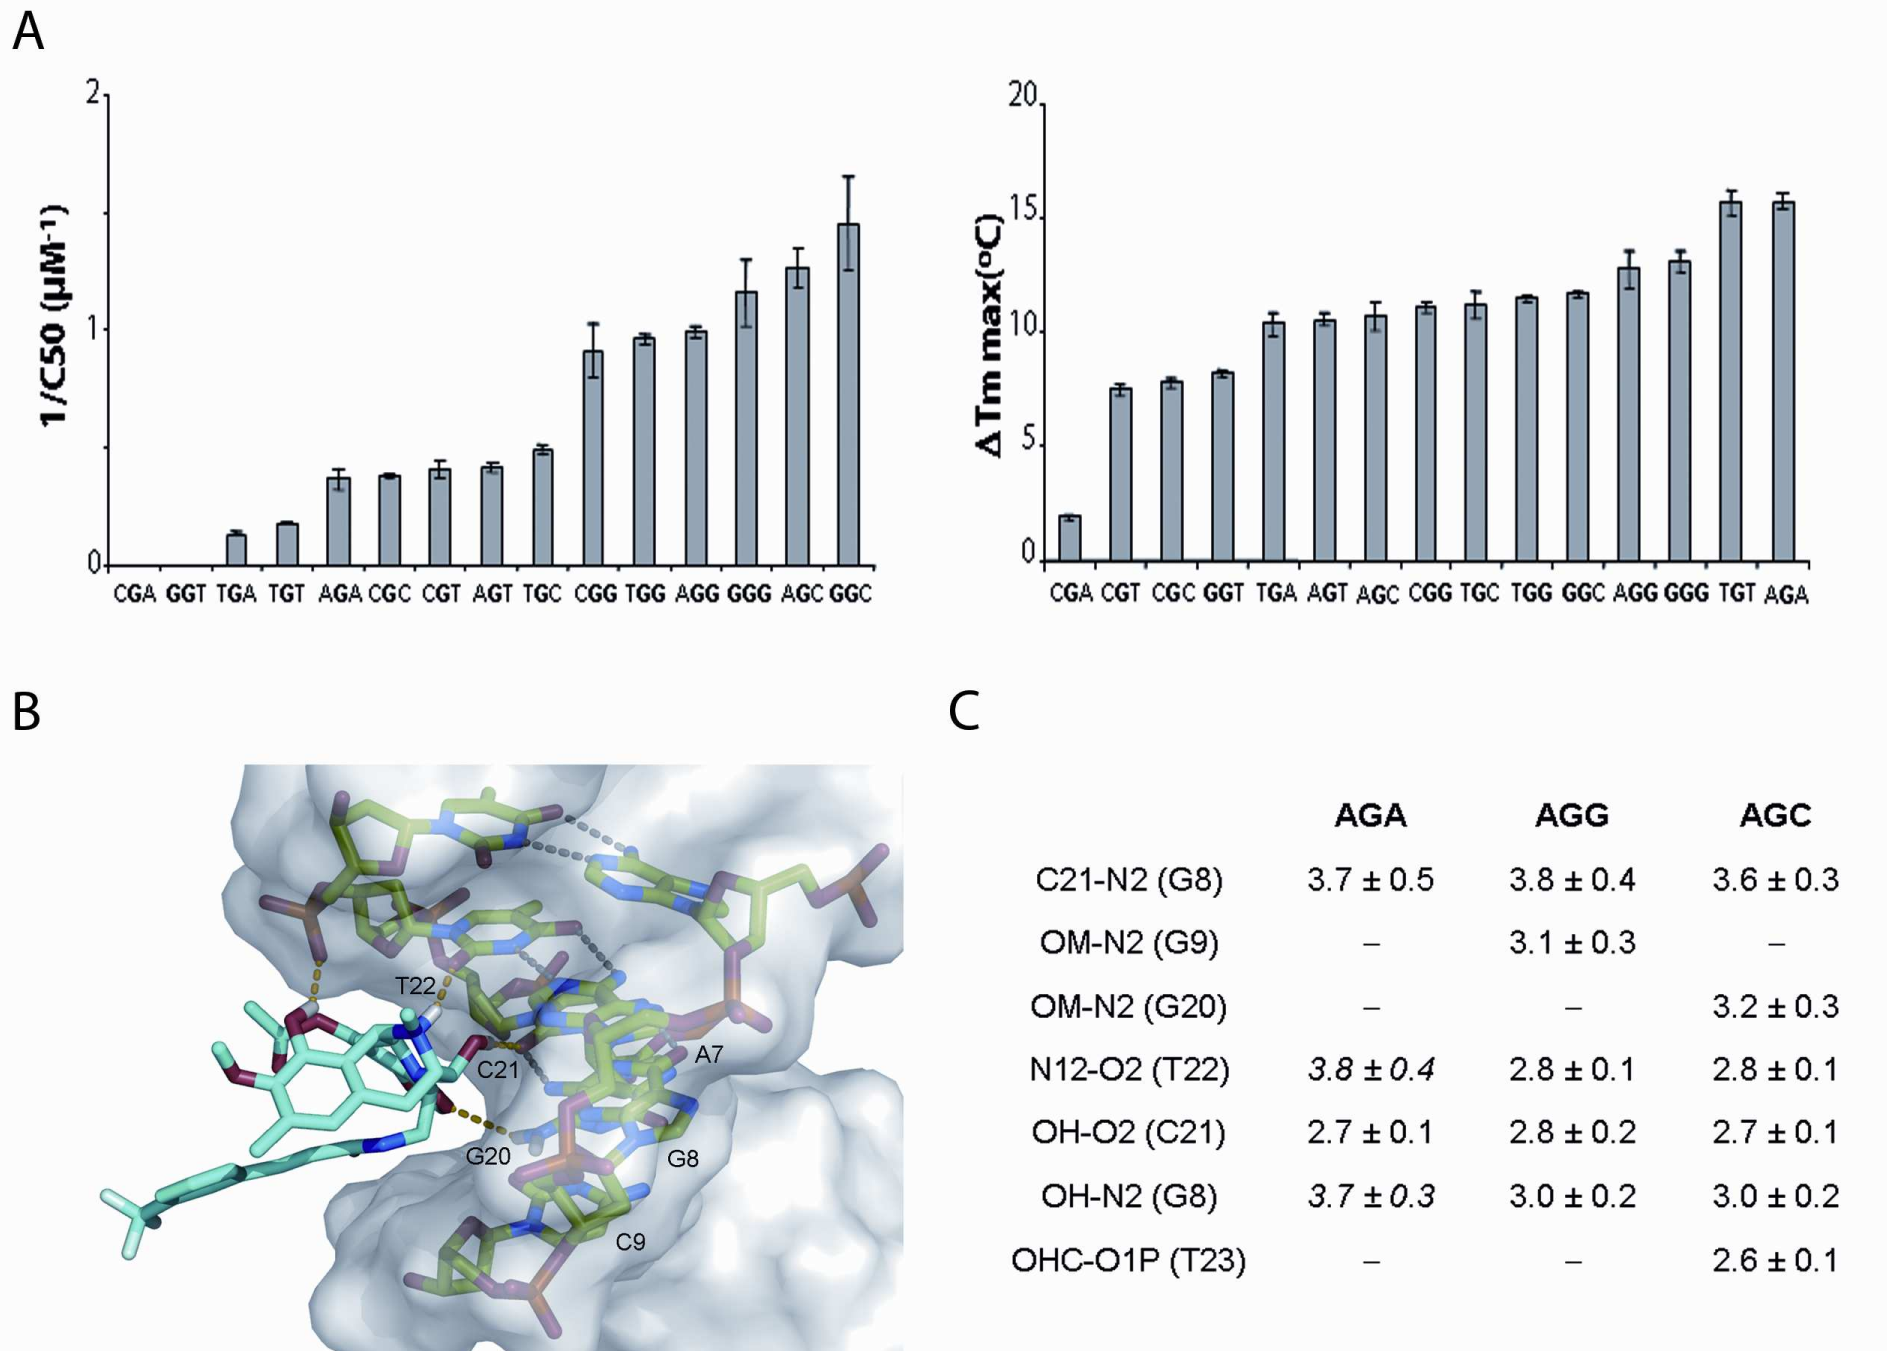 A
2
1
0
1/C50 (µM⁻¹)
CGA GGT TGA TGT AGA CGC CGT AGT TGC CGG TGG AGG GGG AGC GGC
20
15
10
5
0
ΔTm max(ºC)
CGA CGT CGC GGT TGA AGT AGC CGG TGC TGG GGC AGG GGG TGT AGA
B
T22
C21
A7
G20
G8
C9
C
AGA AGG AGC
C21-N2 (G8) 3.7 ± 0.5 3.8 ± 0.4 3.6 ± 0.3
OM-N2 (G9) – 3.1 ± 0.3 –
OM-N2 (G20) – – 3.2 ± 0.3
N12-O2 (T22) 3.8 ± 0.4 2.8 ± 0.1 2.8 ± 0.1
OH-O2 (C21) 2.7 ± 0.1 2.8 ± 0.2 2.7 ± 0.1
OH-N2 (G8) 3.7 ± 0.3 3.0 ± 0.2 3.0 ± 0.2
OHC-O1P (T23) – – 2.6 ± 0.1